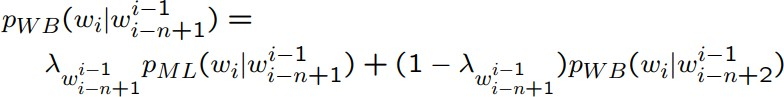 p_{WB}(w_i|w_{i-n+1}^{i-1}) =
λ_{w_{i-n+1}^{i-1}} p_{ML}(w_i|w_{i-n+1}^{i-1}) + (1 − λ_{w_{i-n+1}^{i-1}})p_{WB}(w_i|w_{i-n+2}^{i-1})